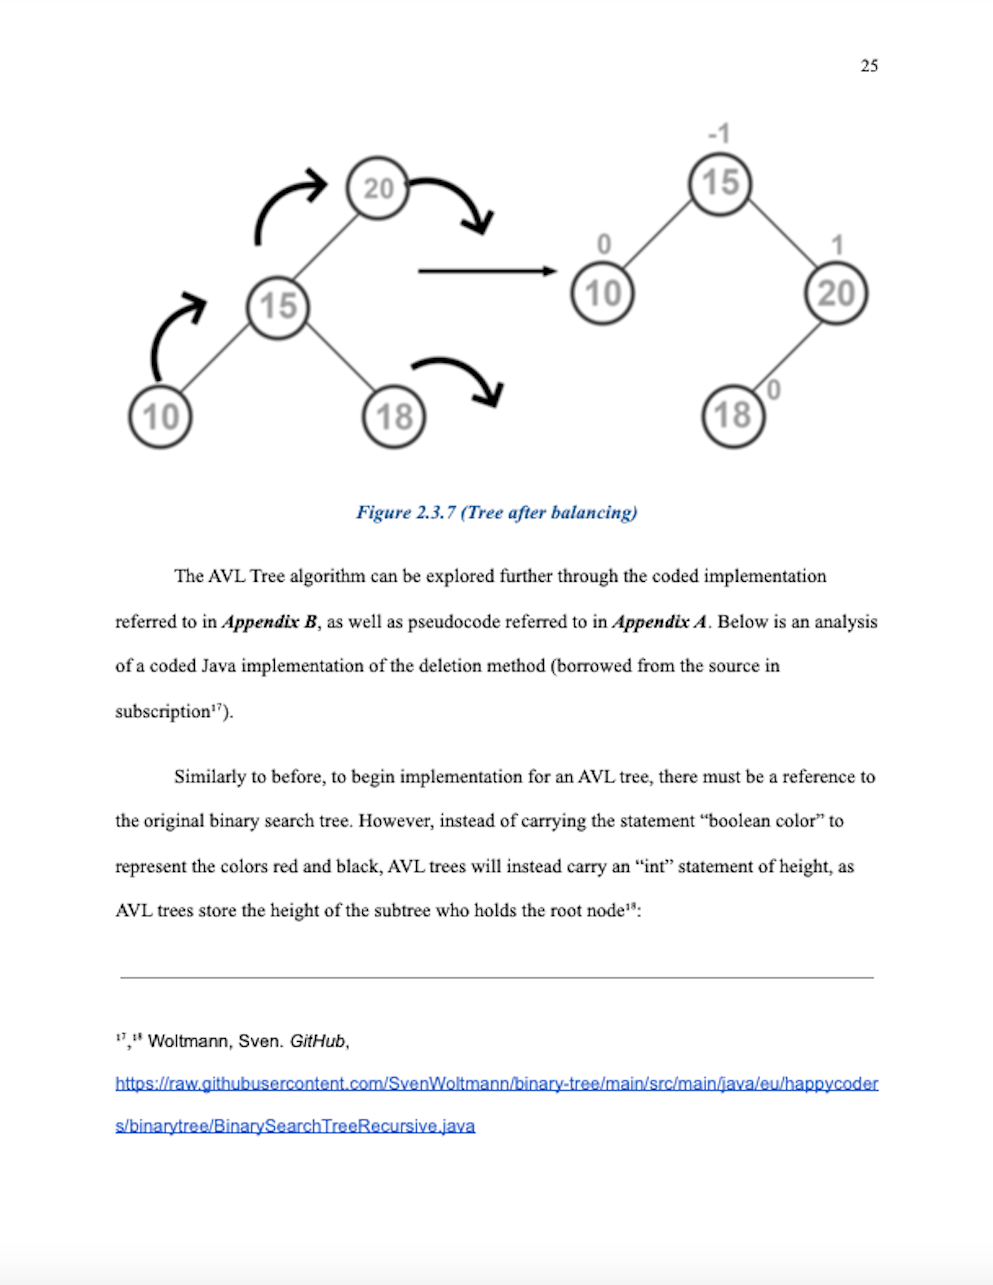 25
-1
20
15
0
1
15
10
20
10
18
18
0
Figure 2.3.7 (Tree after balancing)
The AVL Tree algorithm can be explored further through the coded implementation
referred to in Appendix B, as well as pseudocode referred to in Appendix A. Below is an analysis
of a coded Java implementation of the deletion method (borrowed from the source in
subscription¹⁷).
Similarly to before, to begin implementation for an AVL tree, there must be a reference to
the original binary search tree. However, instead of carrying the statement “boolean color” to
represent the colors red and black, AVL trees will instead carry an “int” statement of height, as
AVL trees store the height of the subtree who holds the root node¹⁸:
¹⁷,¹⁸ Woltmann, Sven. GitHub,
https://raw.githubusercontent.com/SvenWoltmann/binary-tree/main/src/main/java/eu/happycoder
s/binarytree/BinarySearchTreeRecursive.java